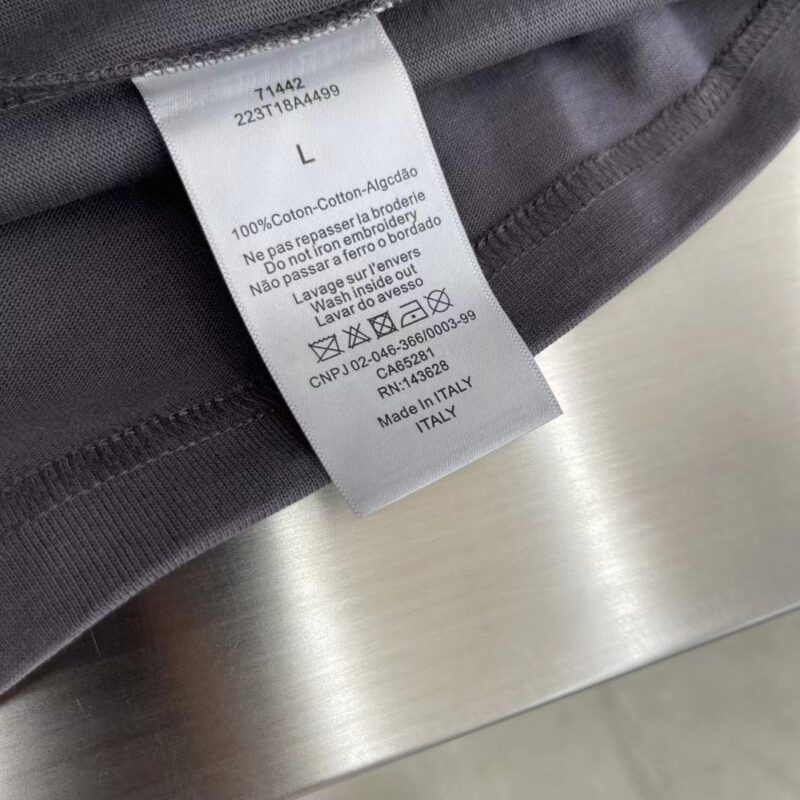 71442
223T18A4499
L
100%Coton-Cotton-Algcdão
Ne pas repasser la broderie
Do not iron embroidery
Não passar a ferro o bordado
Lavage sur l'envers
Wash inside out
Lavar do avesso
CNPJ 02-046-366/0003-99
CA65281
RN:143628
Made In ITALY
ITALY